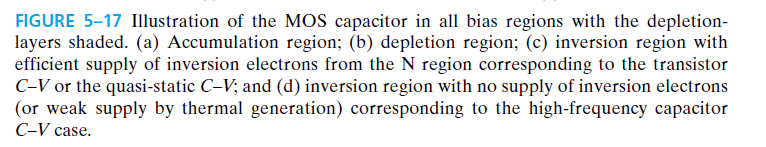 FIGURE 5–17 Illustration of the MOS capacitor in all bias regions with the depletion-
layers shaded. (a) Accumulation region; (b) depletion region; (c) inversion region with
efficient supply of inversion electrons from the N region corresponding to the transistor
C–V or the quasi-static C–V; and (d) inversion region with no supply of inversion electrons
(or weak supply by thermal generation) corresponding to the high-frequency capacitor
C–V case.